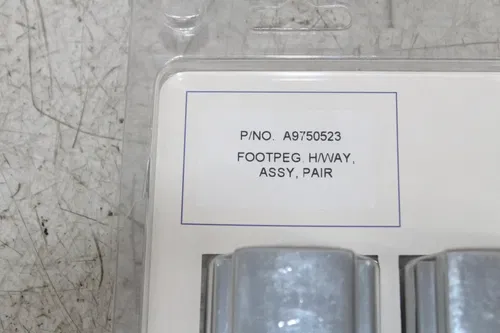 P/NO. A9750523
FOOTPEG, H/WAY,
ASSY, PAIR